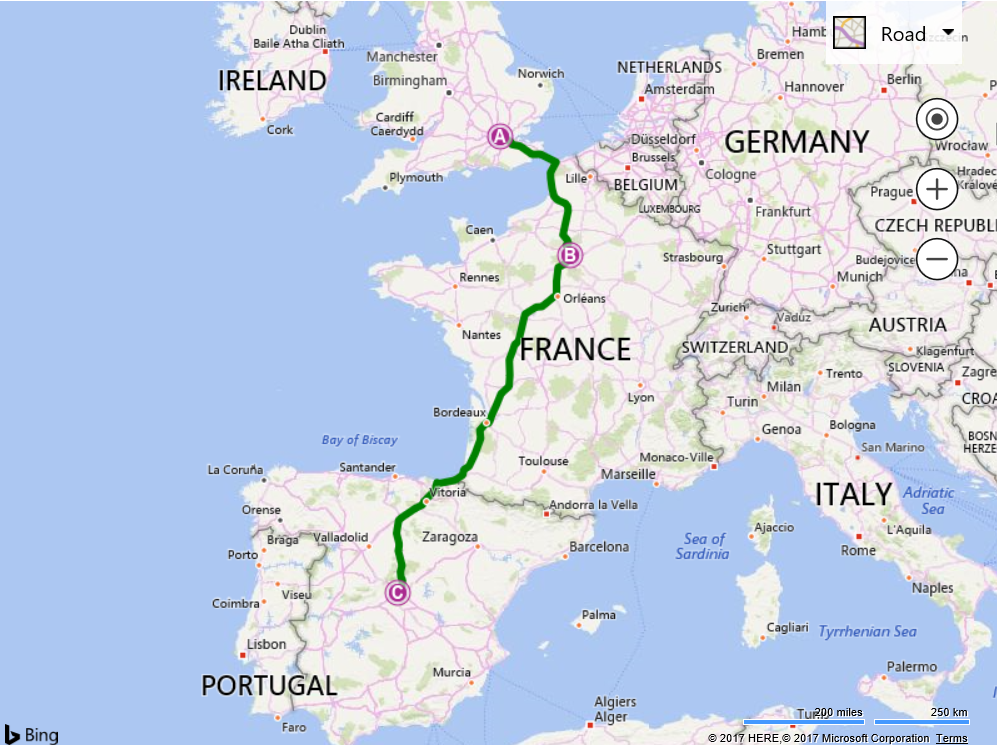 Dublin
Baile Atha Cliath
Manchester
Hamb
Road
czecin
IRELAND
Birmingham
Norwich
NETHERLANDS
Bremen
Amsterdam
Hannover
Berlin
Cork
Cardiff
Caerdydd
A
Düsseldorf
GERMANY
Wrocław
Plymouth
Lille
Brussels
BELGIUM
Cologne
Hradec
Králové
LUXEMBOURG
Frankfurt
Prague
CZECH REPUBL
Caen
B
Strasbourg
Stuttgart
Budejovice
na
Rennes
Munich
Orléans
Zurich
Vaduz
AUSTRIA
Nantes
FRANCE
SWITZERLAND
Klagenfurt
SLOVENIA
Trento
Zagre
Lyon
Milan
Turin
CROA
Bordeaux
Genoa
Bologna
BOSN
HERZE
Bay of Biscay
San Marino
La Coruña
Santander
Toulouse
Monaco-Ville
Marseille
Vitoria
Andorra la Vella
ITALY
Adriatic
Sea
Orense
Braga
Valladolid
Zaragoza
Barcelona
Sea of
Sardinia
Ajaccio
L'Aquila
Rome
Porto
Viseu
C
Naples
Coimbra
Palma
Cagliari
Tyrrhenian Sea
Lisbon
Murcia
Palermo
PORTUGAL
Faro
Algiers
Alger
Tunis
200 miles
250 km
Bing
© 2017 HERE,© 2017 Microsoft Corporation Terms